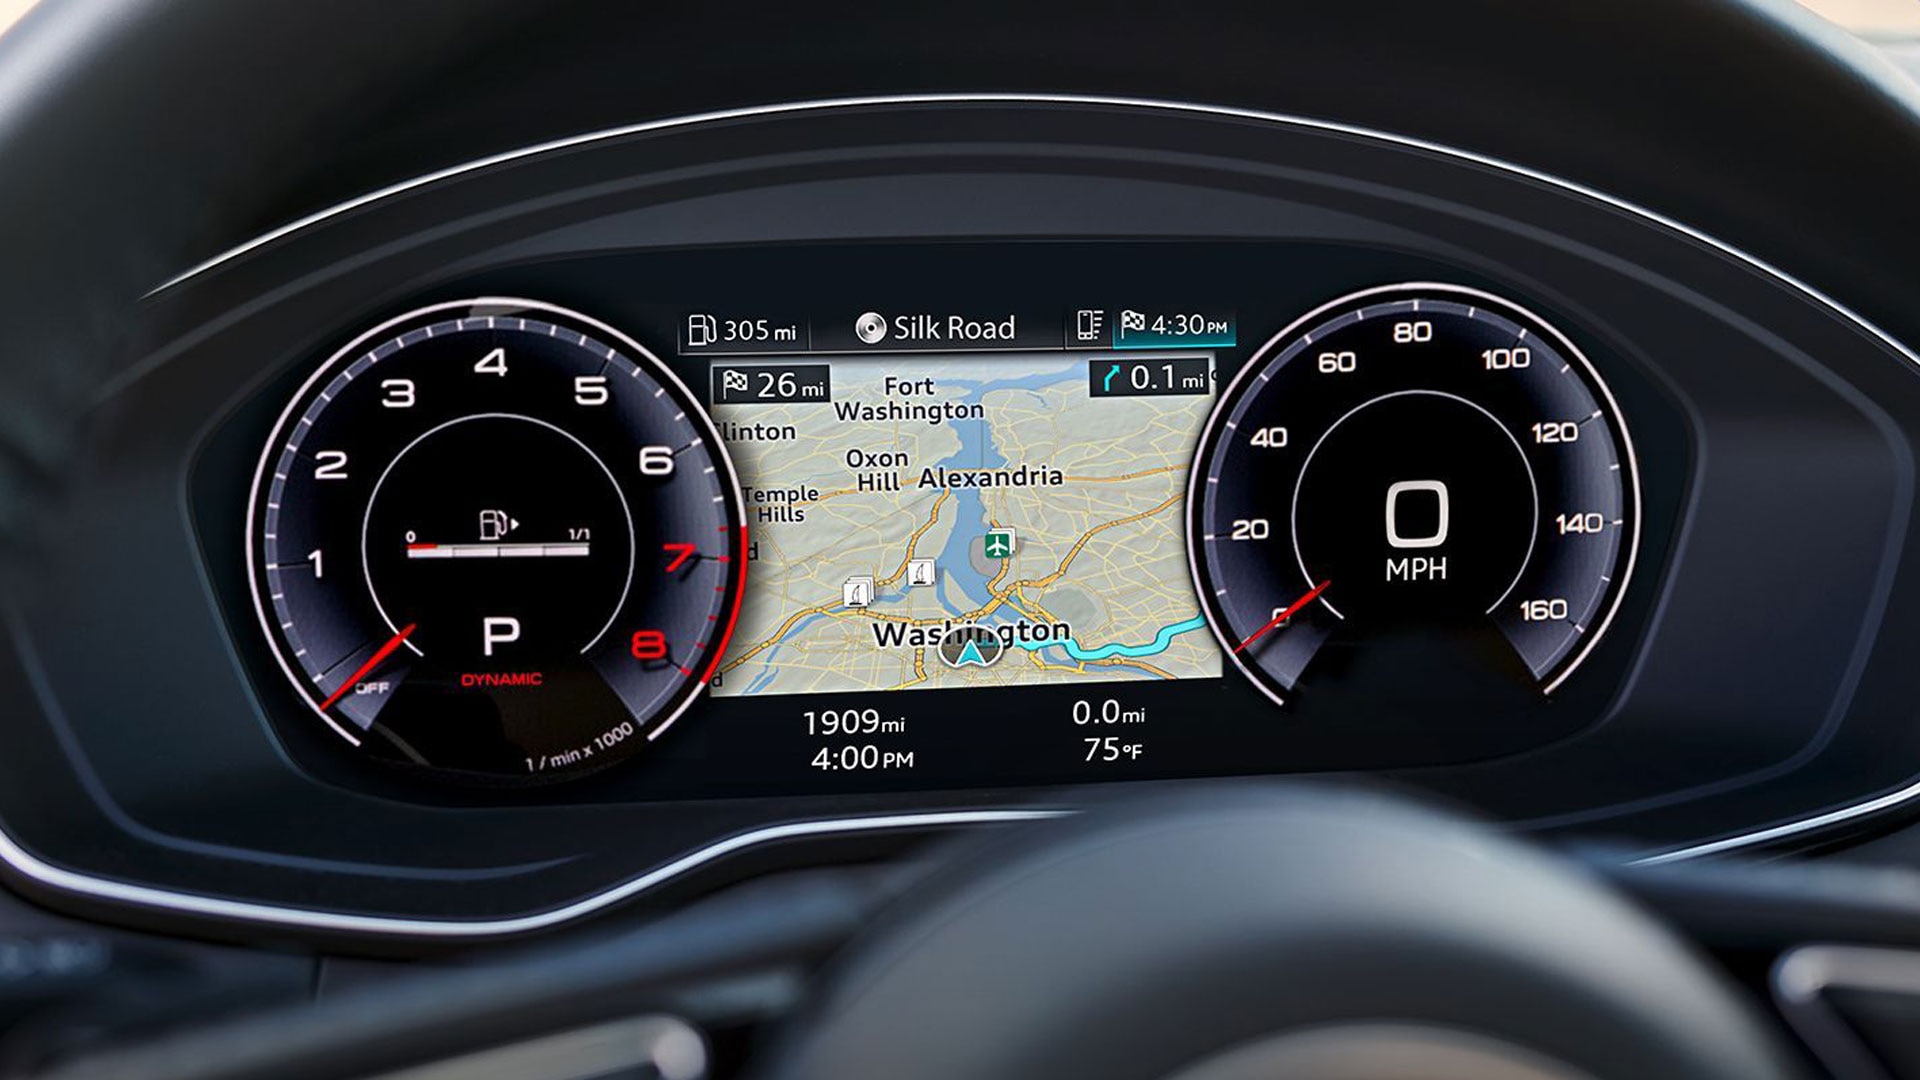 305 mi
Silk Road
4:30 PM
26 mi
0.1 mi
Fort
Washington
linton
Oxon
Hill
Alexandria
Temple
Hills
d
Washington
d
1909 mi
0.0 mi
4:00 PM
75 °F
1
2
3
4
5
6
7
8
0
1/1
P
DYNAMIC
OFF
1 / min x 1000
20
40
60
80
100
120
140
160
0
MPH